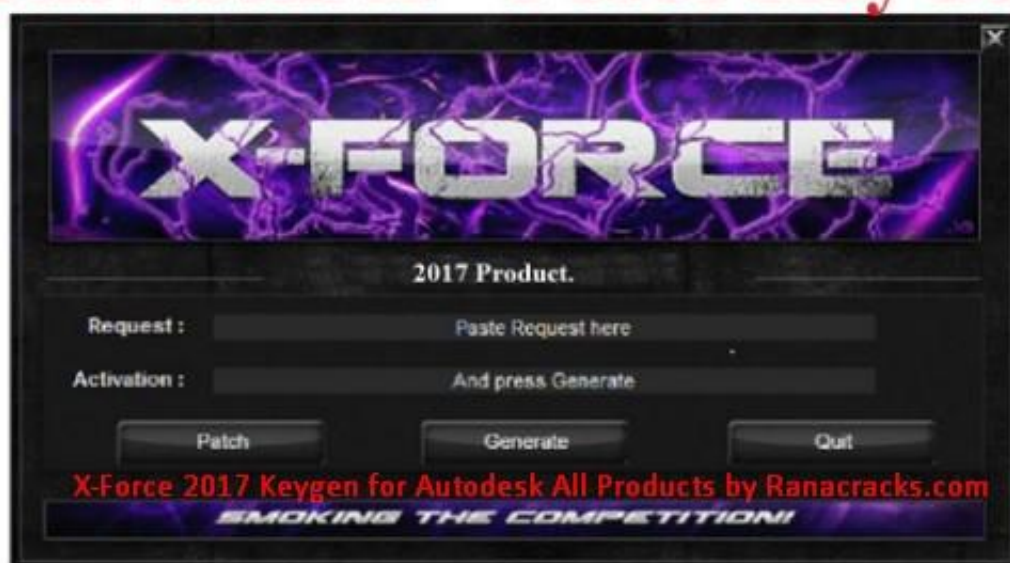 X-FORCE
2017 Product.
Request :
Paste Request here
Activation :
And press Generate
Patch
Generate
Quit
X-Force 2017 Keygen for Autodesk All Products by Ranacracks.com
SMOKING THE COMPETITION!